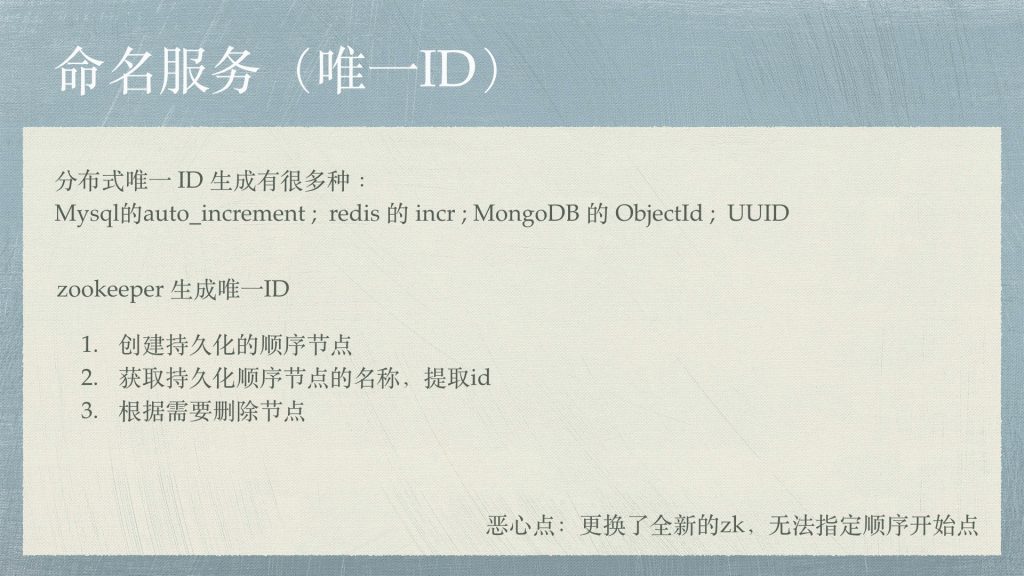 命名服务（唯一ID）
分布式唯一 ID 生成有很多种：
Mysql的auto_increment ; redis 的 incr ; MongoDB 的 ObjectId ; UUID
zookeeper 生成唯一ID
1. 创建持久化的顺序节点
2. 获取持久化顺序节点的名称，提取id
3. 根据需要删除节点
恶心点：更换了全新的zk，无法指定顺序开始点